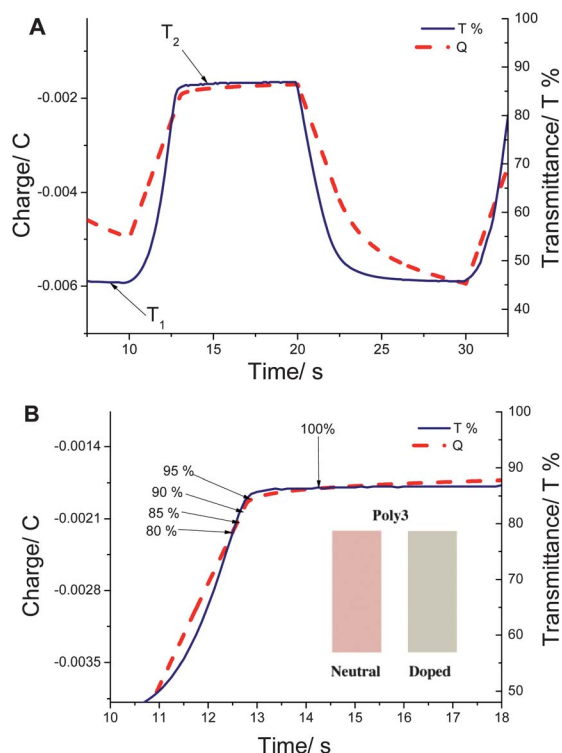 A
T2
T %
Q
Charge/ C
-0.002
-0.004
-0.006
100
90
80
70
60
50
40
Transmittance/ T %
T1
10
15
20
25
30
Time/ s
B
T %
Q
100%
95 %
90 %
85 %
80 %
Charge/ C
-0.0014
-0.0021
-0.0028
-0.0035
100
90
80
70
60
50
Transmittance/ T %
Poly3
Neutral Doped
10 11 12 13 14 15 16 17 18
Time/ s